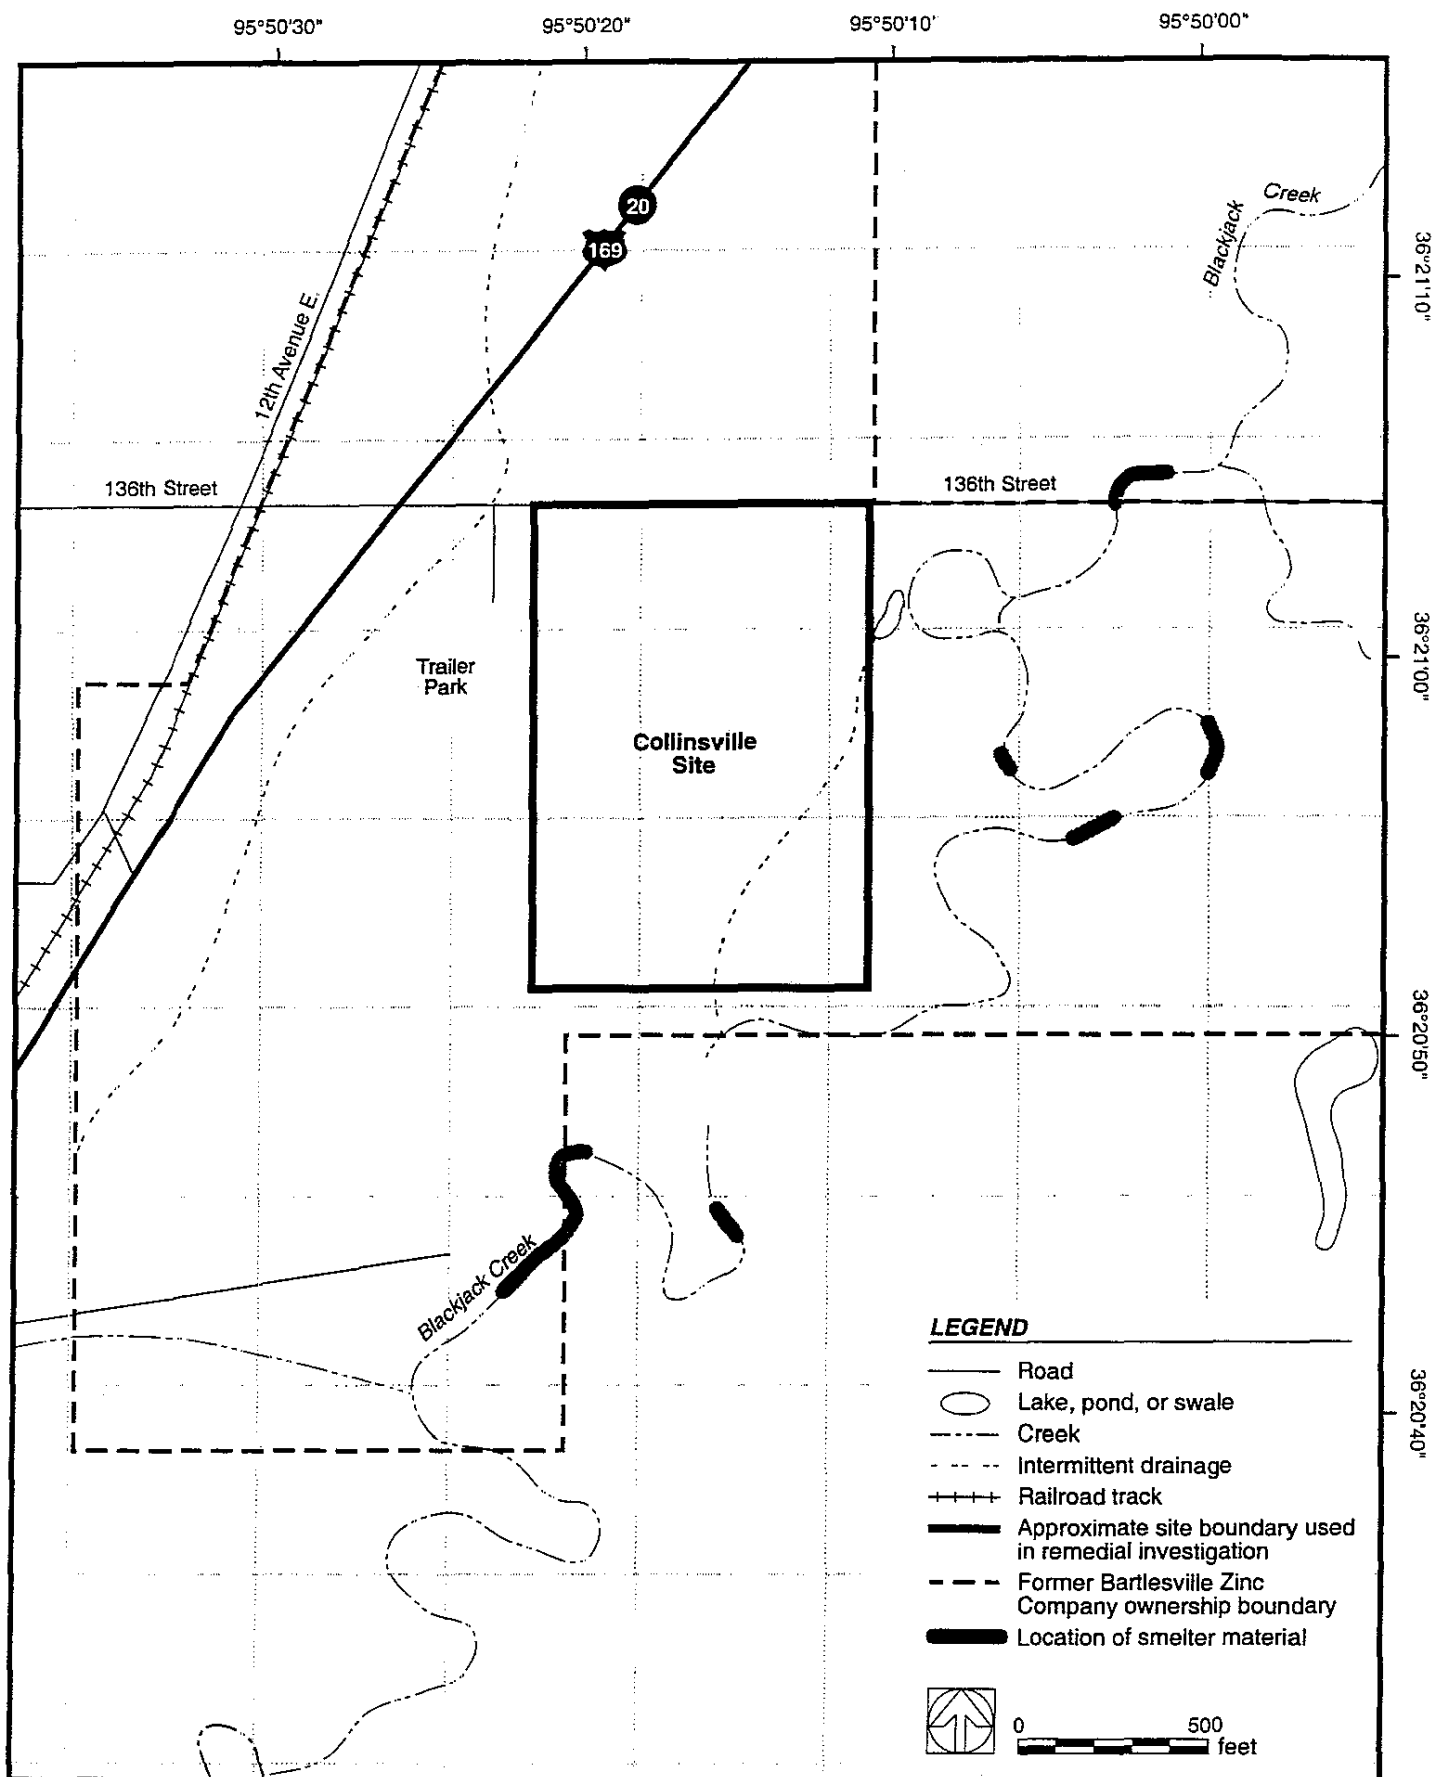 95°50'30"
95°50'20"
95°50'10'
95°50'00"
Creek
Blackjack
20
169
36°21'10"
12th Avenue E.
136th Street
136th Street
Trailer
Park
36°21'00"
Collinsville
Site
36°20'50"
Blackjack Creek
LEGEND
Road
Lake, pond, or swale
Creek
Intermittent drainage
Railroad track
Approximate site boundary used
in remedial investigation
Former Bartlesville Zinc
Company ownership boundary
Location of smelter material
36°20'40"
0 500
feet